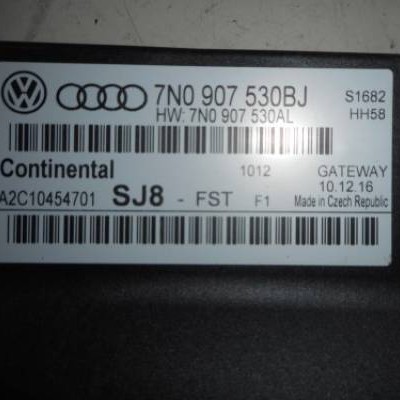 7N0 907 530BJ S1682
HW: 7N0 907 530AL HH58
Continental 1012 GATEWAY
A2C10454701 SJ8 - FST F1 10.12.16
Made in Czech Republic